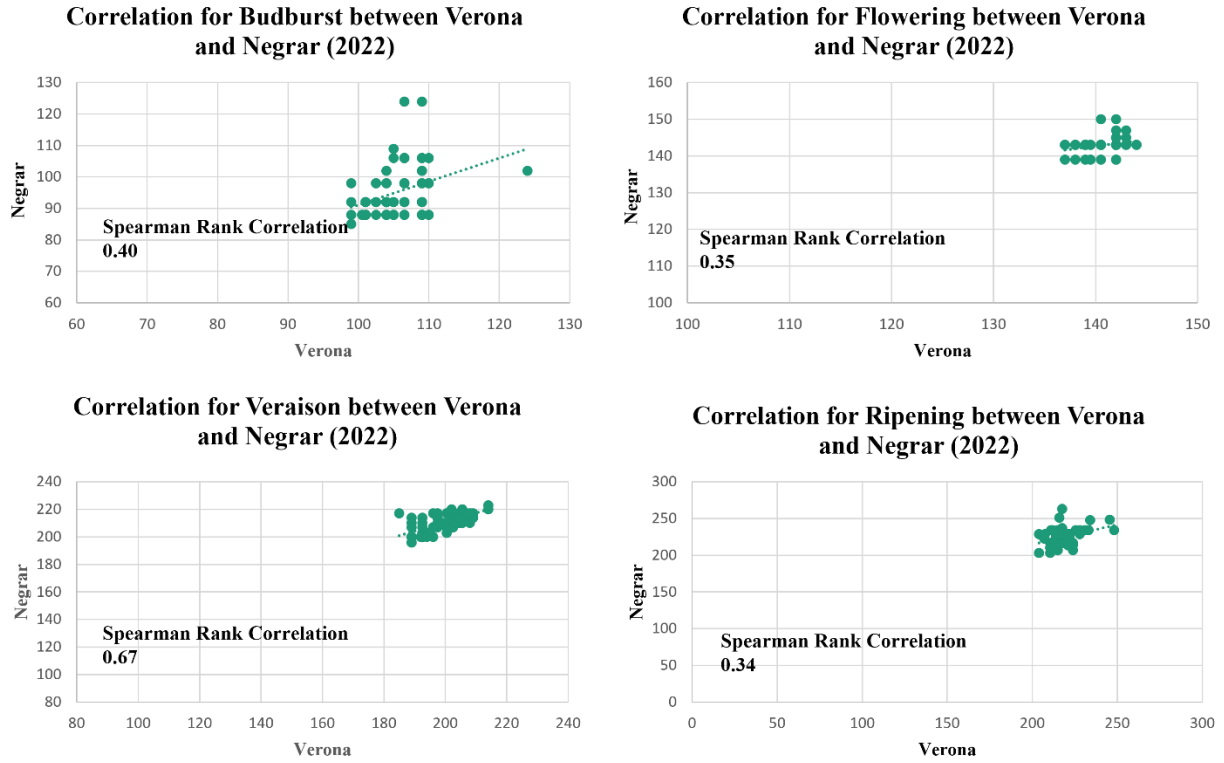 Correlation for Budburst between Verona
and Negrar (2022)
130
120
110
100
90
80
70
60
Negrar
Spearman Rank Correlation
0.40
60 70 80 90 100 110 120 130
Verona
Correlation for Flowering between Verona
and Negrar (2022)
160
150
140
130
120
110
100
Negrar
Spearman Rank Correlation
0.35
100 110 120 130 140 150
Verona
Correlation for Veraison between Verona
and Negrar (2022)
240
220
200
180
160
140
120
100
80
Negrar
Spearman Rank Correlation
0.67
80 100 120 140 160 180 200 220 240
Verona
Correlation for Ripening between Verona
and Negrar (2022)
300
250
200
150
100
50
0
Negrar
Spearman Rank Correlation
0.34
0 50 100 150 200 250 300
Verona